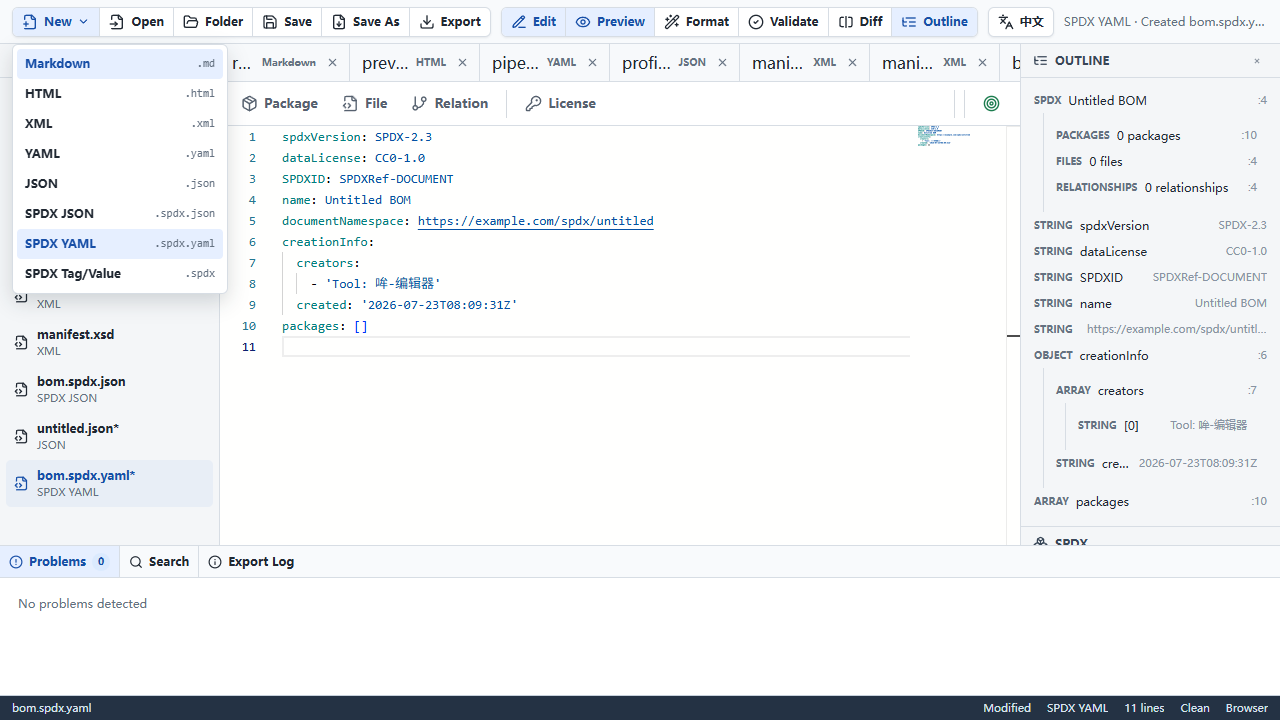 New Open Folder Save Save As Export Edit Preview Format Validate Diff Outline 中文 SPDX YAML · Created bom.spdx.y...
Markdown .md
HTML .html
XML .xml
YAML .yaml
JSON .json
SPDX JSON .spdx.json
SPDX YAML .spdx.yaml
SPDX Tag/Value .spdx
XML
manifest.xsd
XML
bom.spdx.json
SPDX JSON
untitled.json*
JSON
bom.spdx.yaml*
SPDX YAML
r... Markdown × prev... HTML × pipe... YAML × profi... JSON × mani... XML × mani... XML ×
Package File Relation License
1 spdxVersion: SPDX-2.3
2 dataLicense: CC0-1.0
3 SPDXID: SPDXRef-DOCUMENT
4 name: Untitled BOM
5 documentNamespace: https://example.com/spdx/untitled
6 creationInfo:
7 creators:
8 - 'Tool: 哞-编辑器'
9 created: '2026-07-23T08:09:31Z'
10 packages: []
11
OUTLINE ×
SPDX Untitled BOM :4
PACKAGES 0 packages :10
FILES 0 files :4
RELATIONSHIPS 0 relationships :4
STRING spdxVersion SPDX-2.3
STRING dataLicense CC0-1.0
STRING SPDXID SPDXRef-DOCUMENT
STRING name Untitled BOM
STRING https://example.com/spdx/untitl...
OBJECT creationInfo :6
ARRAY creators :7
STRING [0] Tool: 哞-编辑器
STRING cre... 2026-07-23T08:09:31Z
ARRAY packages :10
SPDX
Problems 0 Search Export Log
No problems detected
bom.spdx.yaml Modified SPDX YAML 11 lines Clean Browser